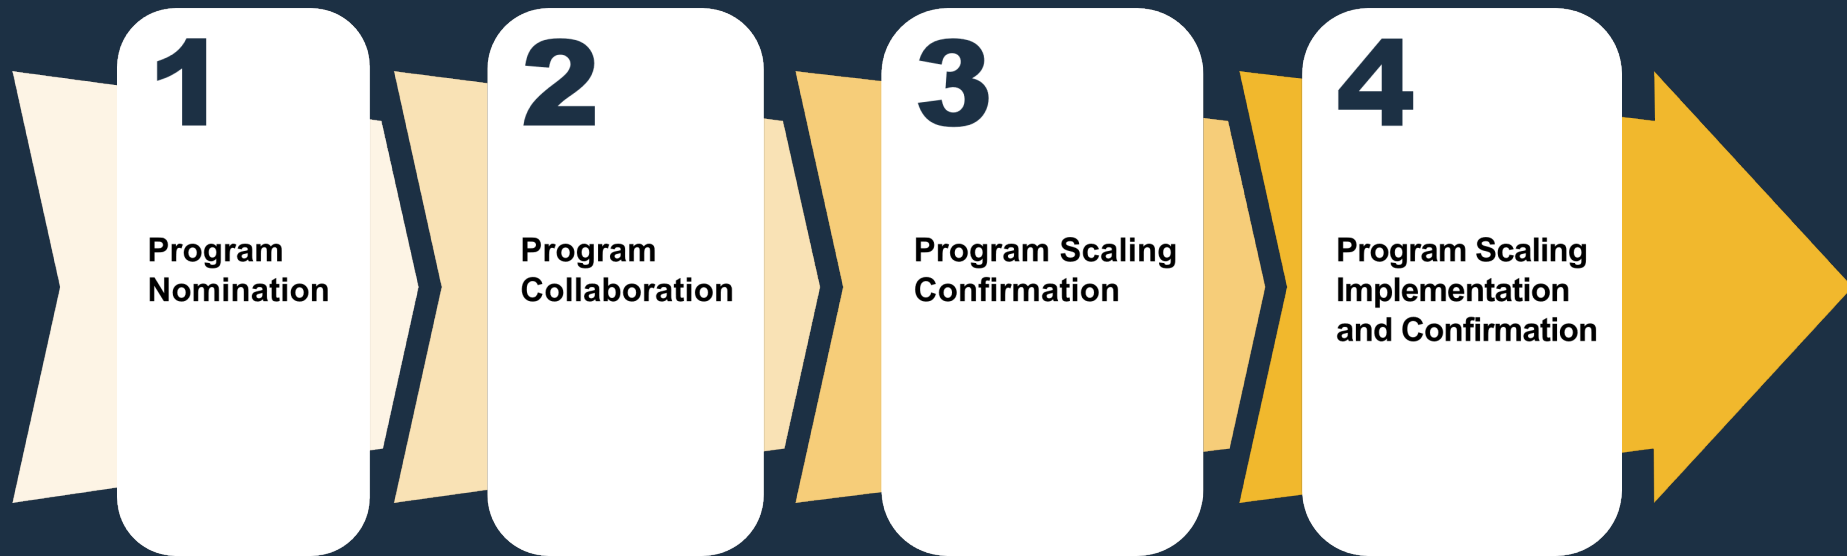 1
Program
Nomination
2
Program
Collaboration
3
Program Scaling
Confirmation
4
Program Scaling
Implementation
and Confirmation